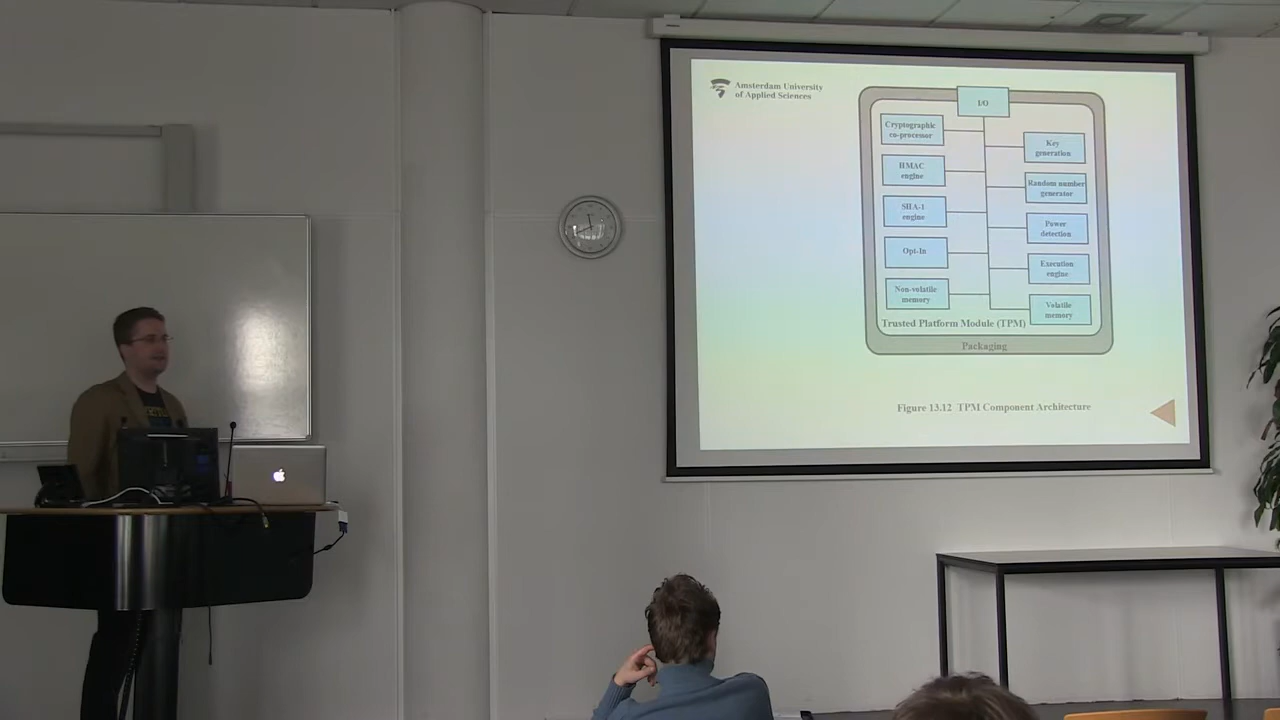 Amsterdam University
of Applied Sciences
I/O
Cryptographic
co-processor
Key
generation
HMAC
engine
Random number
generator
SHA-1
engine
Power
detection
Opt-In
Execution
engine
Non-volatile
memory
Volatile
memory
Trusted Platform Module (TPM)
Packaging
Figure 13.12 TPM Component Architecture